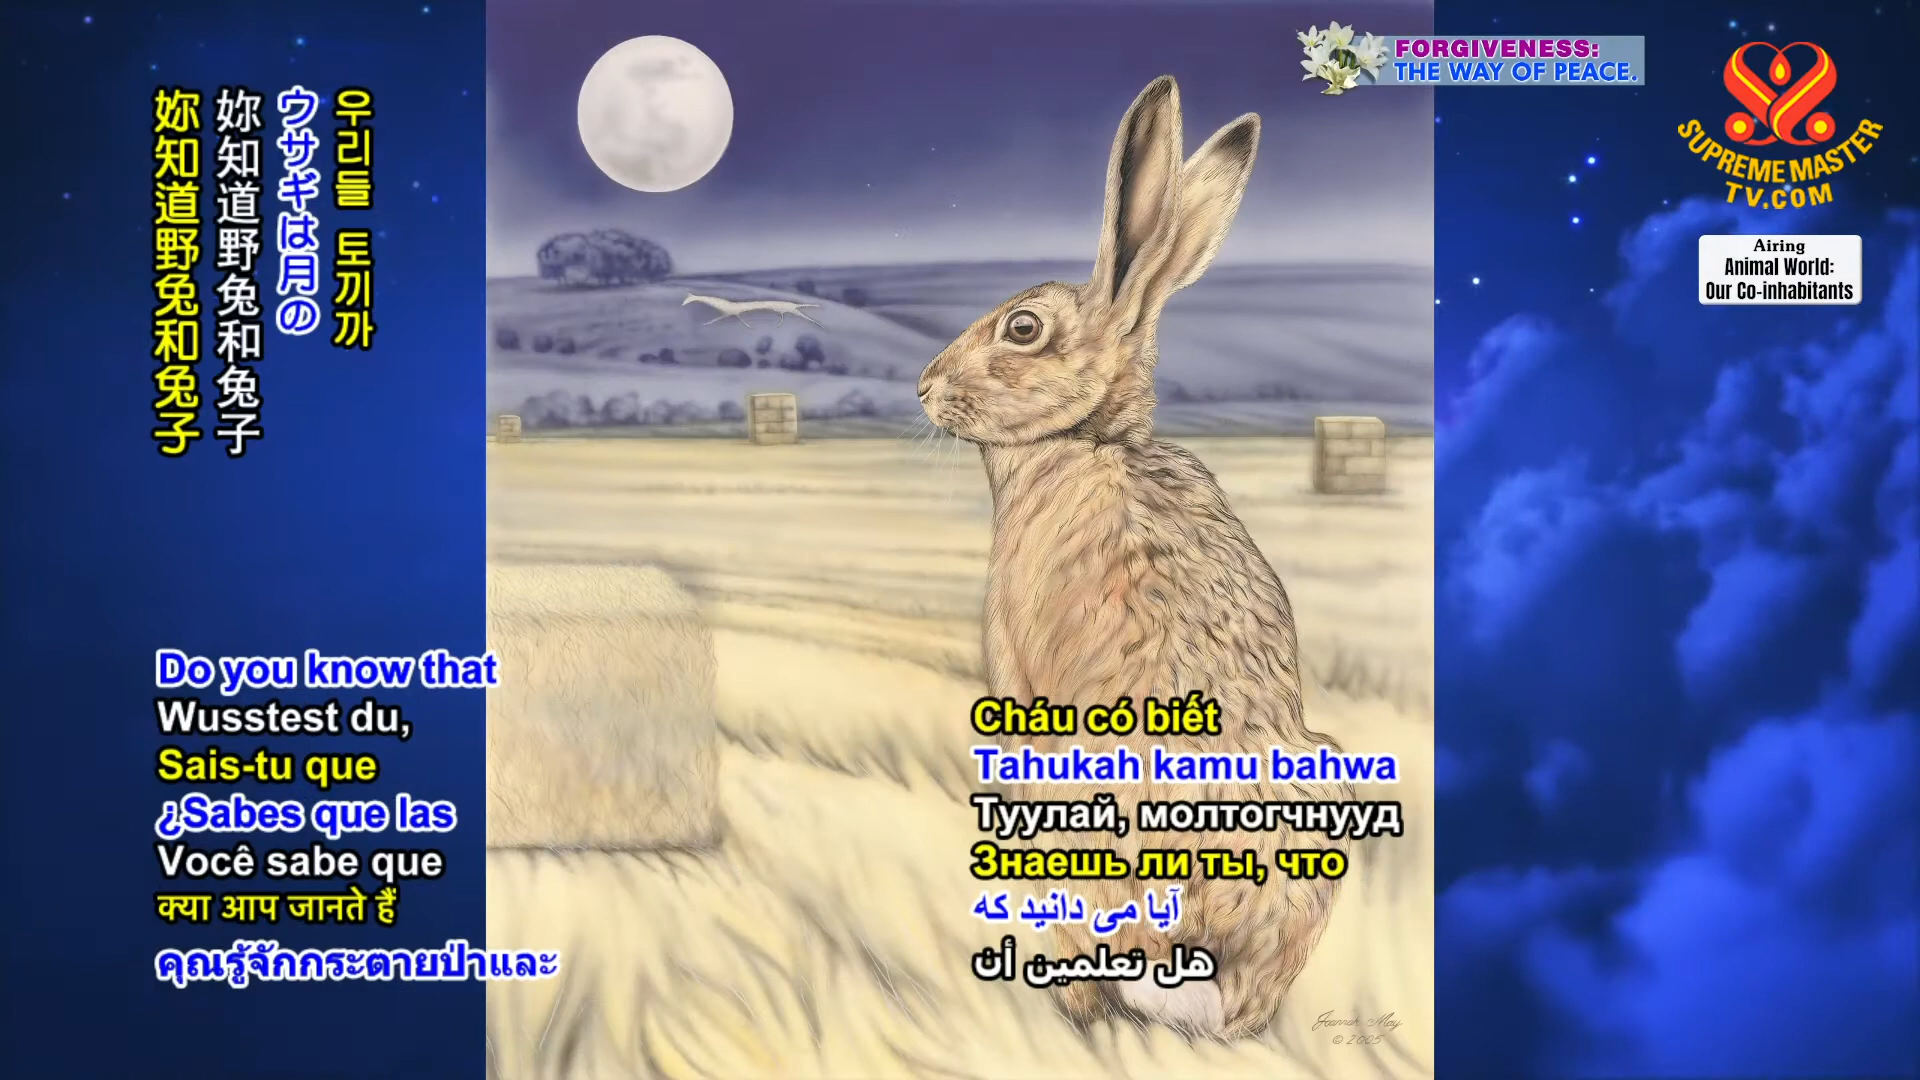 FORGIVENESS:
THE WAY OF PEACE.
SUPREME MASTER
TV.COM
Airing
Animal World:
Our Co-inhabitants
우리들 토끼까
ウサギは月の
妳知道野兔和兔子
妳知道野兔和兔子
Do you know that
Wusstest du,
Sais-tu que
¿Sabes que las
Você sabe que
क्या आप जानते हैं
คุณรู้จักกระตายป่าและ
Cháu có biết
Tahukah kamu bahwa
Туулай, молтогчнууд
Знаешь ли ты, что
آیا می دانید که
هل تعلمين أن
Joannah May
© 2005